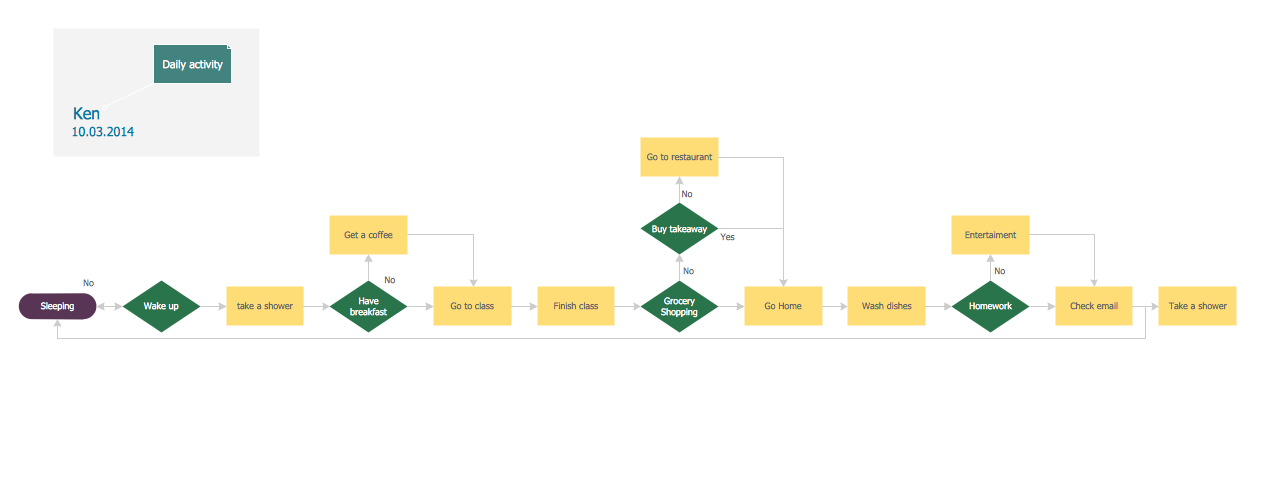 Daily activity
Ken
10.03.2014
Go to restaurant
No
Buy takeaway
Yes
Get a coffee
Entertaiment
No
No
No
No
Sleeping
Wake up
take a shower
Have
breakfast
Go to class
Finish class
Grocery
Shopping
Go Home
Wash dishes
Homework
Check email
Take a shower